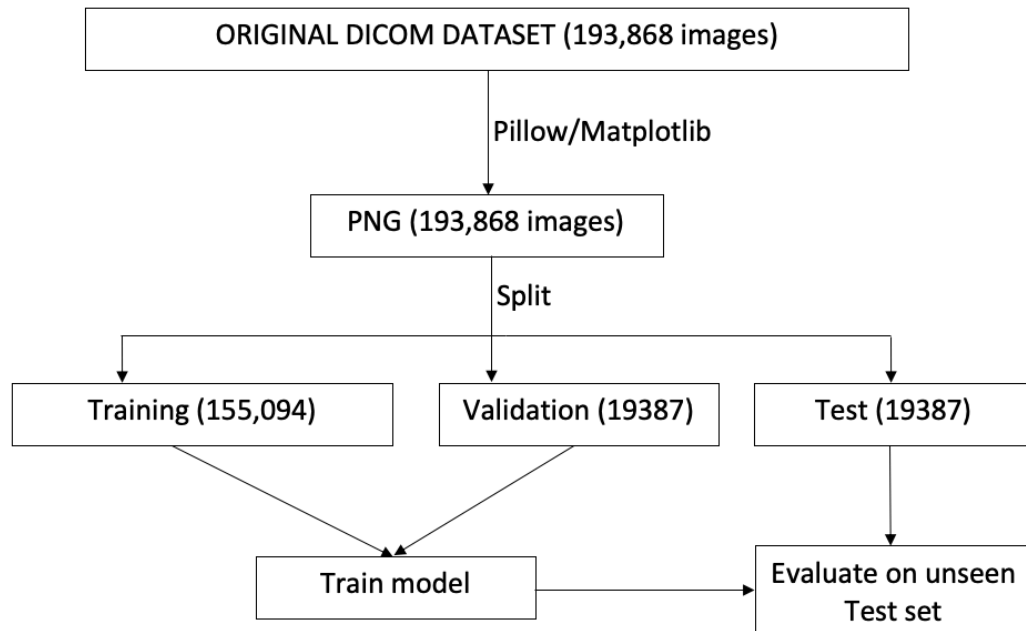 ORIGINAL DICOM DATASET (193,868 images)
Pillow/Matplotlib
PNG (193,868 images)
Split
Training (155,094)
Validation (19387)
Test (19387)
Train model
Evaluate on unseen
Test set